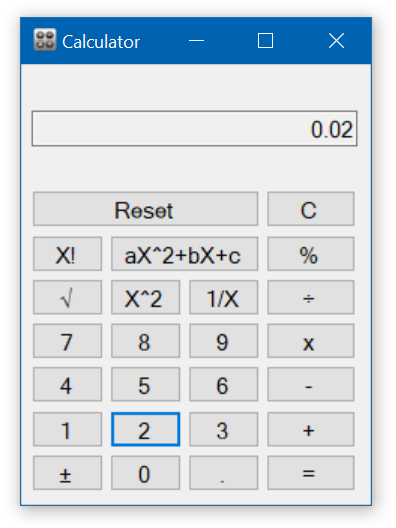 Calculator
0.02
Reset C
X! aX^2+bX+c %
√ X^2 1/X ÷
7 8 9 x
4 5 6 -
1 2 3 +
± 0 . =